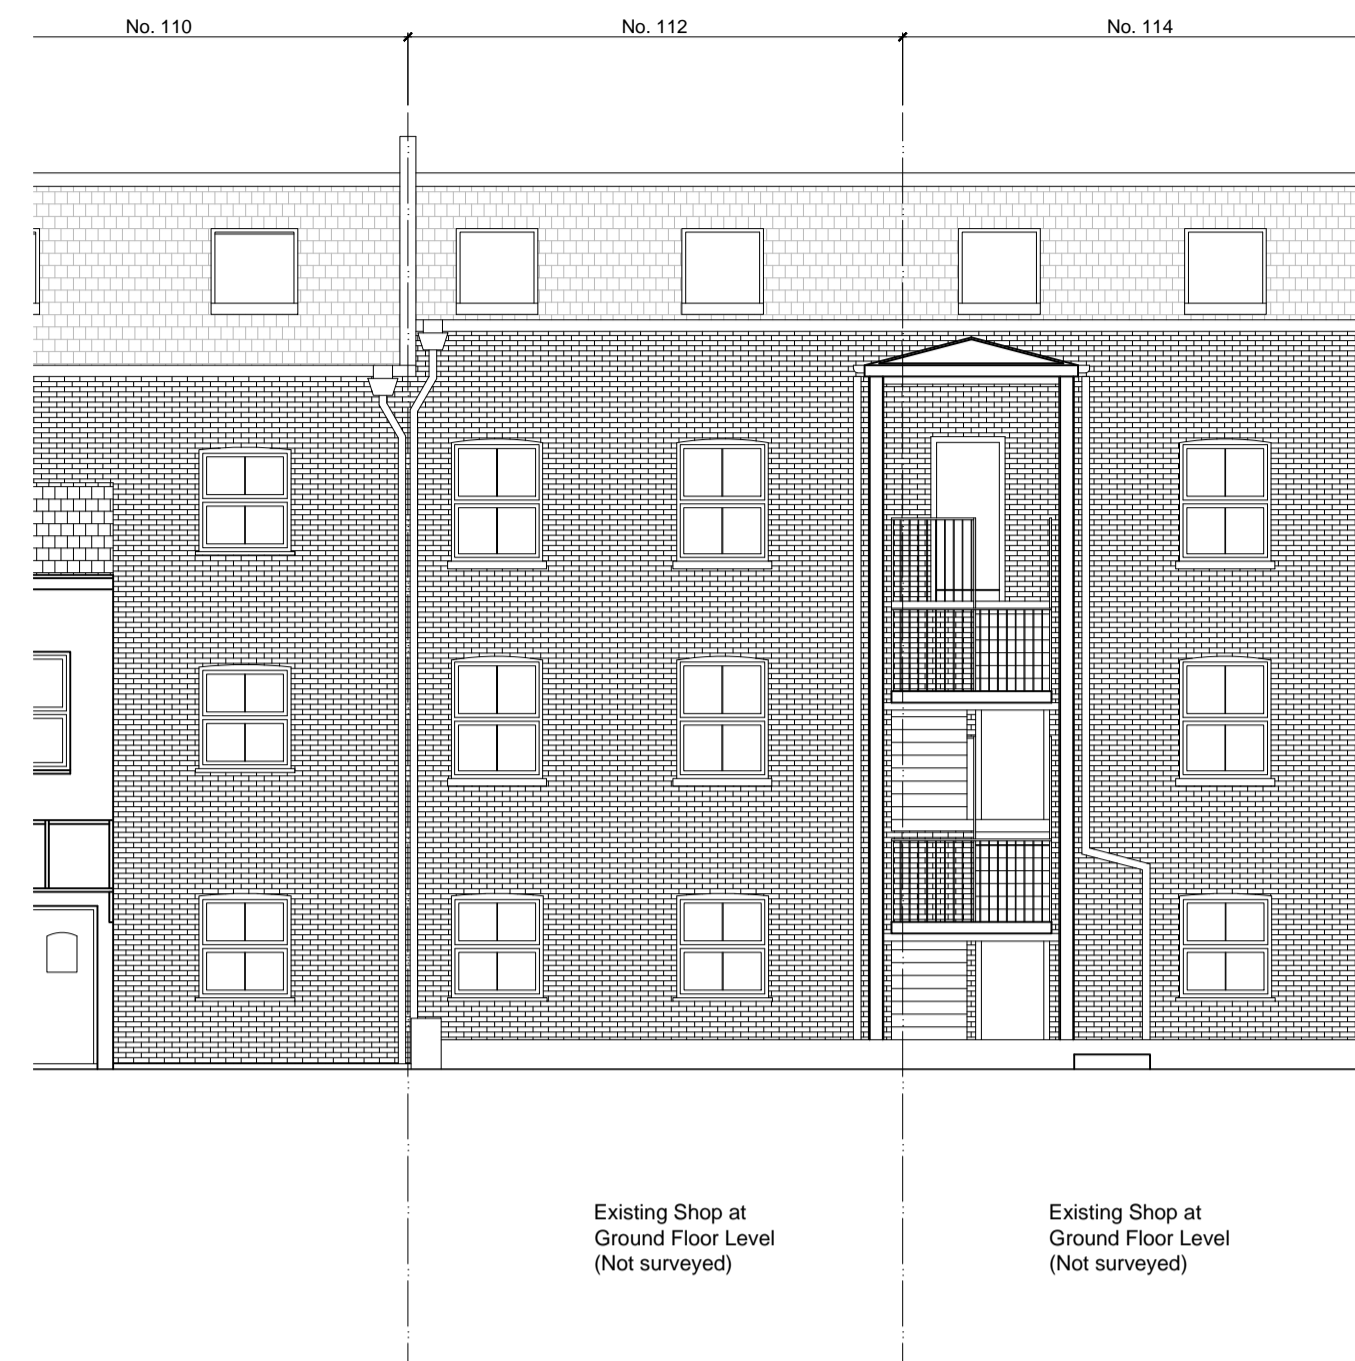 No. 110
No. 112
No. 114
Existing Shop at
Ground Floor Level
(Not surveyed)
Existing Shop at
Ground Floor Level
(Not surveyed)